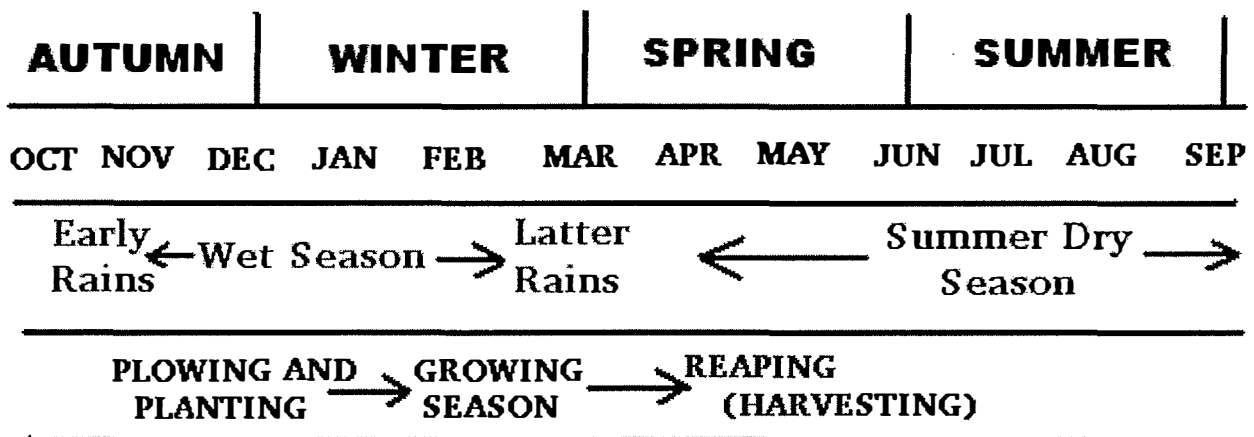 AUTUMN WINTER SPRING SUMMER
OCT NOV DEC JAN FEB MAR APR MAY JUN JUL AUG SEP
Early Rains
Wet Season
Latter Rains
Summer Dry Season
PLOWING AND PLANTING
GROWING SEASON
REAPING (HARVESTING)